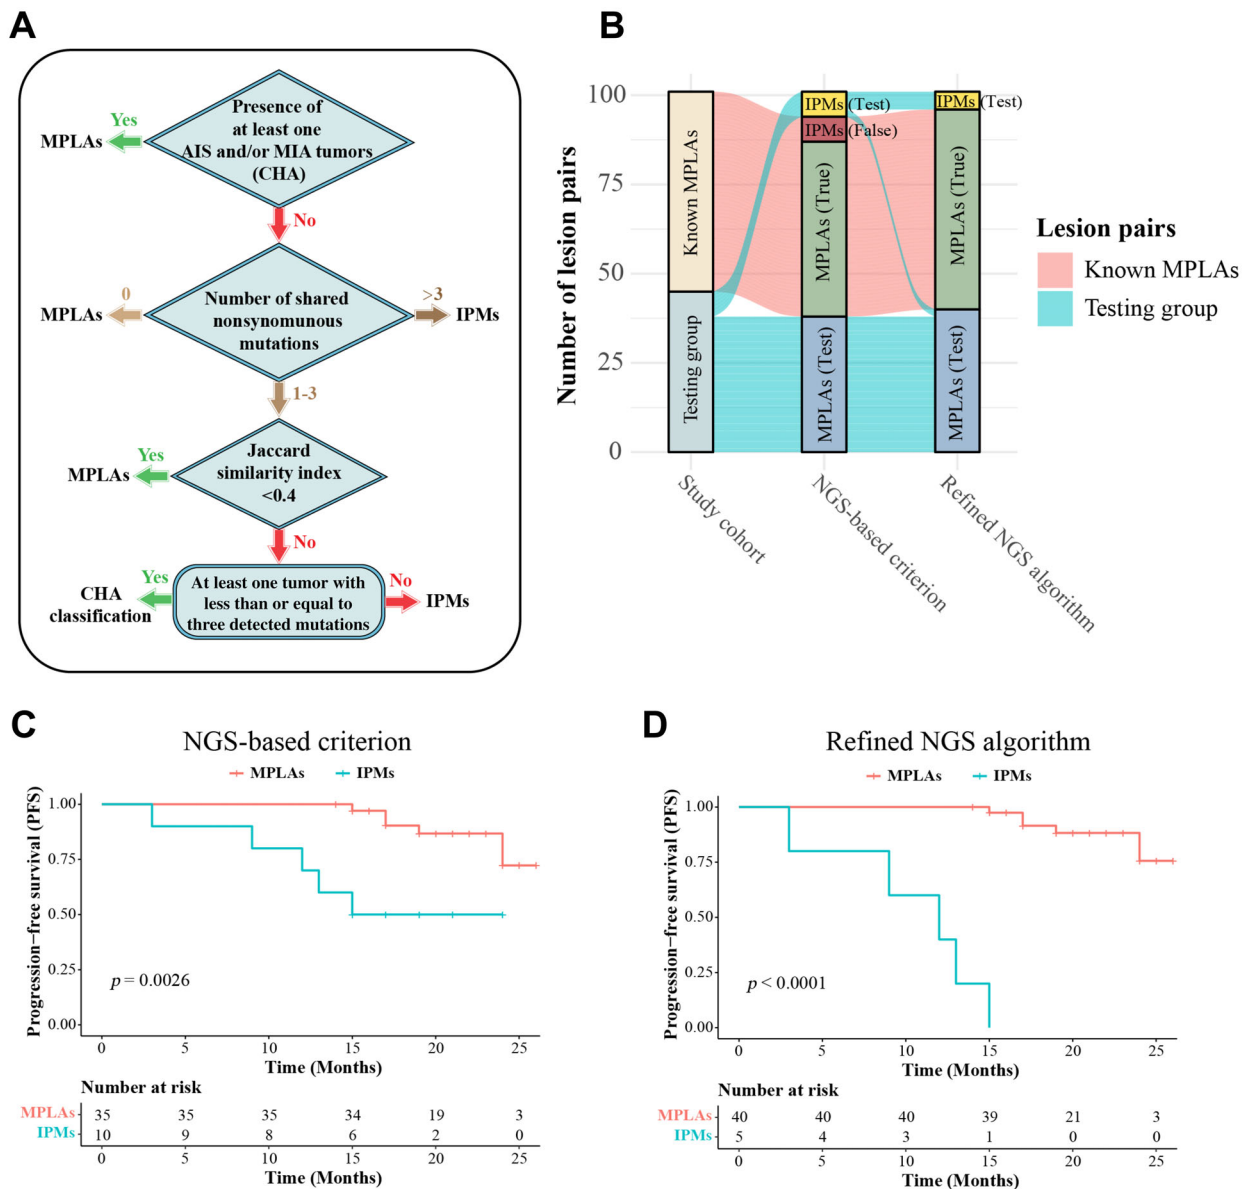 A
Presence of
at least one
AIS and/or MIA tumors
(CHA)
Yes
MPLAs
No
Number of shared
nonsynomunous
mutations
0
MPLAs
>3
IPMs
1-3
Jaccard
similarity index
<0.4
Yes
MPLAs
No
At least one tumor with
less than or equal to
three detected mutations
Yes
CHA
classification
No
IPMs
B
Number of lesion pairs
100
75
50
25
0
Known MPLAs
Testing group
IPMs (Test)
IPMs (False)
MPLAs (True)
MPLAs (Test)
IPMs (Test)
MPLAs (True)
MPLAs (Test)
Study cohort
NGS-based criterion
Refined NGS algorithm
Lesion pairs
Known MPLAs
Testing group
C
NGS-based criterion
MPLAs IPMs
Progression-free survival (PFS)
1.00
0.75
0.50
0.25
0.00
p = 0.0026
0 5 10 15 20 25
Time (Months)
Number at risk
MPLAs 35 35 35 34 19 3
IPMs 10 9 8 6 2 0
0 5 10 15 20 25
Time (Months)
D
Refined NGS algorithm
MPLAs IPMs
Progression-free survival (PFS)
1.00
0.75
0.50
0.25
0.00
p < 0.0001
0 5 10 15 20 25
Time (Months)
Number at risk
MPLAs 40 40 40 39 21 3
IPMs 5 4 3 1 0 0
0 5 10 15 20 25
Time (Months)